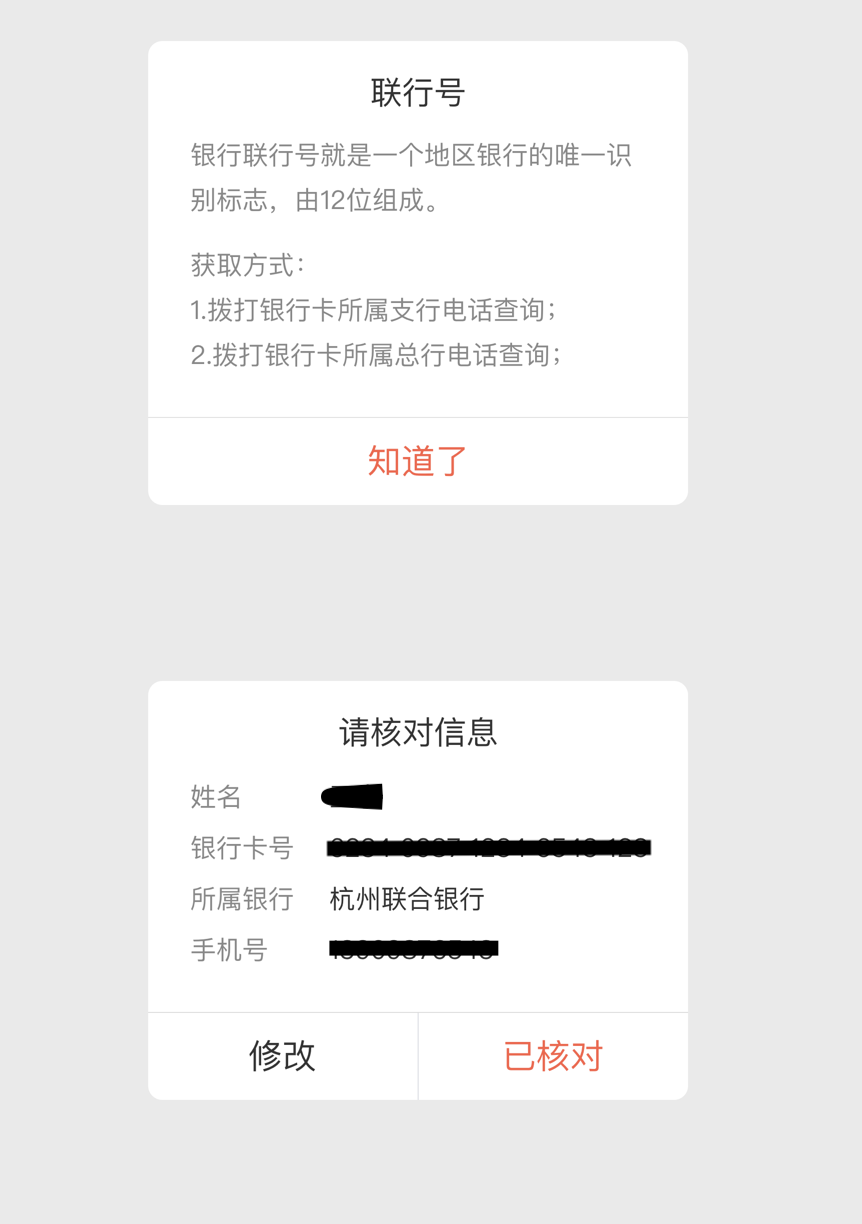 联行号
银行联行号就是一个地区银行的唯一识
别标志，由12位组成。
获取方式：
1.拨打银行卡所属支行电话查询；
2.拨打银行卡所属总行电话查询；
知道了
请核对信息
姓名
银行卡号
所属银行 杭州联合银行
手机号
修改 已核对